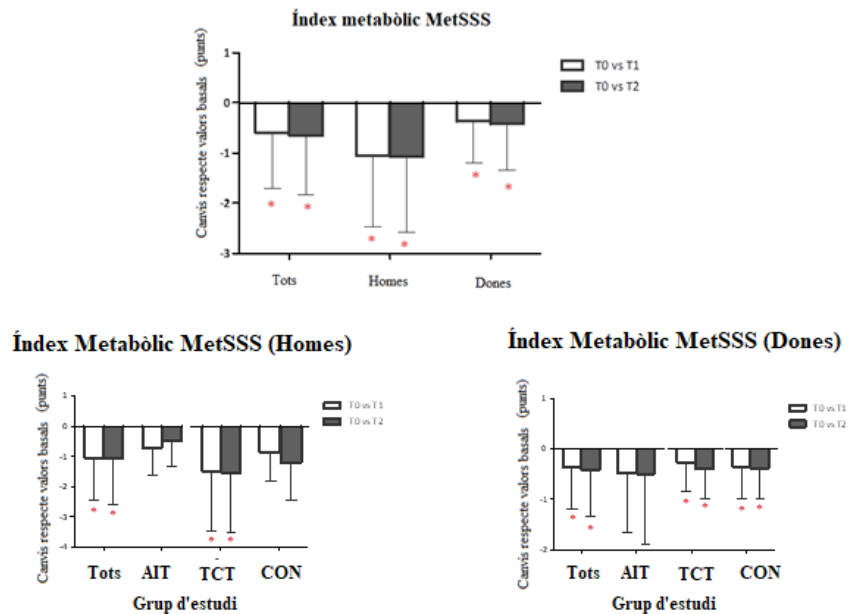 Índex metabòlic MetSSS
Canvis respecte valors basals (punts)
1
0
-1
-2
-3
* * * * * *
Tots Homes Dones
T0 vs T1
T0 vs T2
Índex Metabòlic MetSSS (Homes)
Canvis respecte valors basals (punts)
1
0
-1
-2
-3
-4
* * * *
Tots AIT TCT CON
Grup d'estudi
T0 vs T1
T0 vs T2
Índex Metabòlic MetSSS (Dones)
Canvis respecte valors basals (punts)
1
0
-1
-2
* * * * * *
Tots AIT TCT CON
Grup d'estudi
T0 vs T1
T0 vs T2